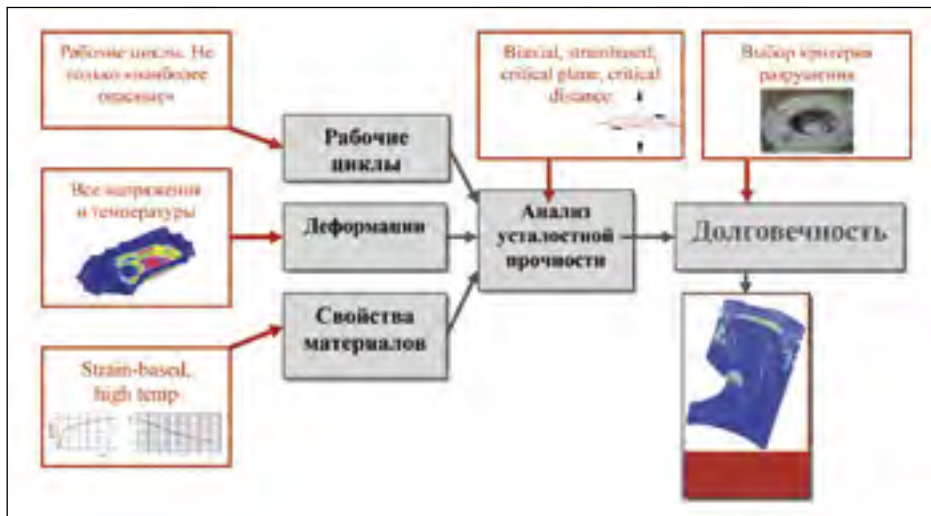 Рабочие циклы. Не
только «наиболее
опасные»
Biaxial, strainbased,
critical plane, critical
distance
Выбор критерия
разрушения
Рабочие
циклы
Все напряжения
и температуры
Деформации
Анализ
усталостной
прочности
Долговечность
Свойства
материалов
Strain-based,
high temp